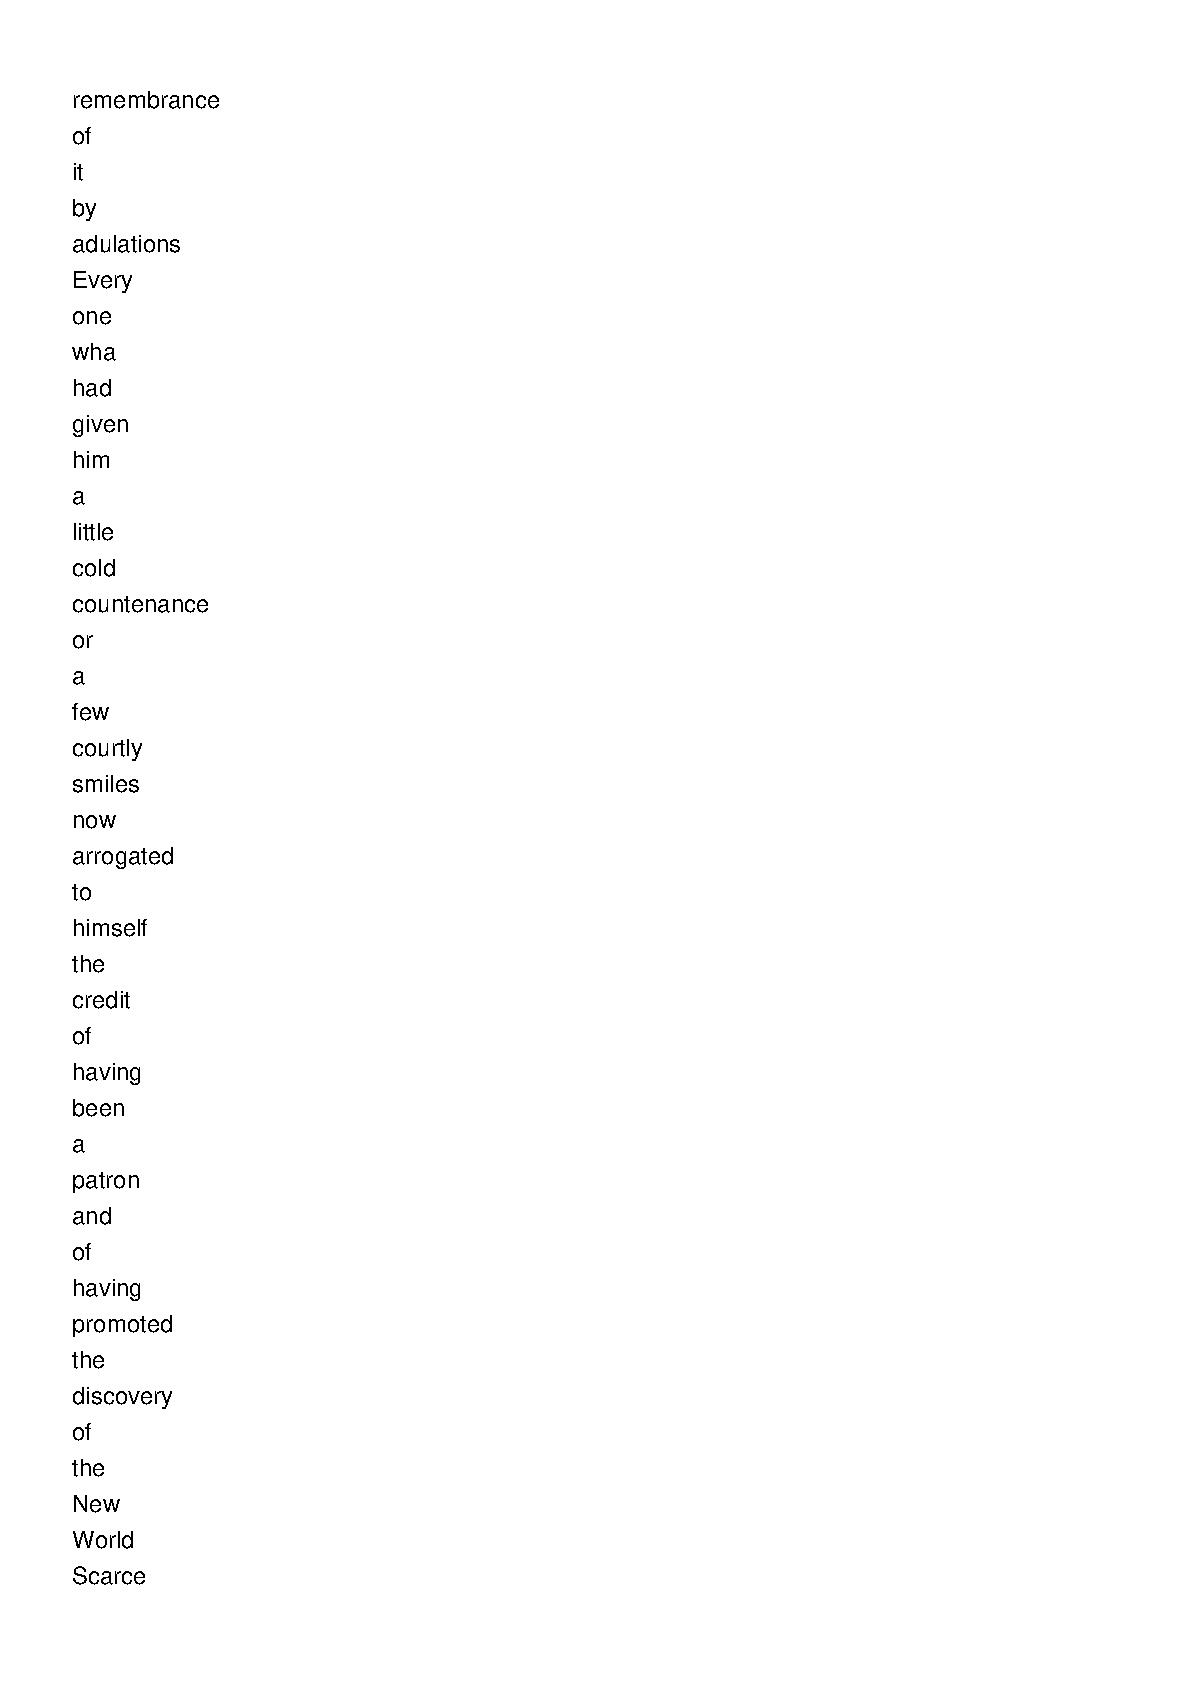 remembrance
of
it
by
adulations
Every
one
wha
had
given
him
a
little
cold
countenance
or
a
few
courtly
smiles
now
arrogated
to
himself
the
credit
of
having
been
a
patron
and
of
having
promoted
the
discovery
of
the
New
World
Scarce